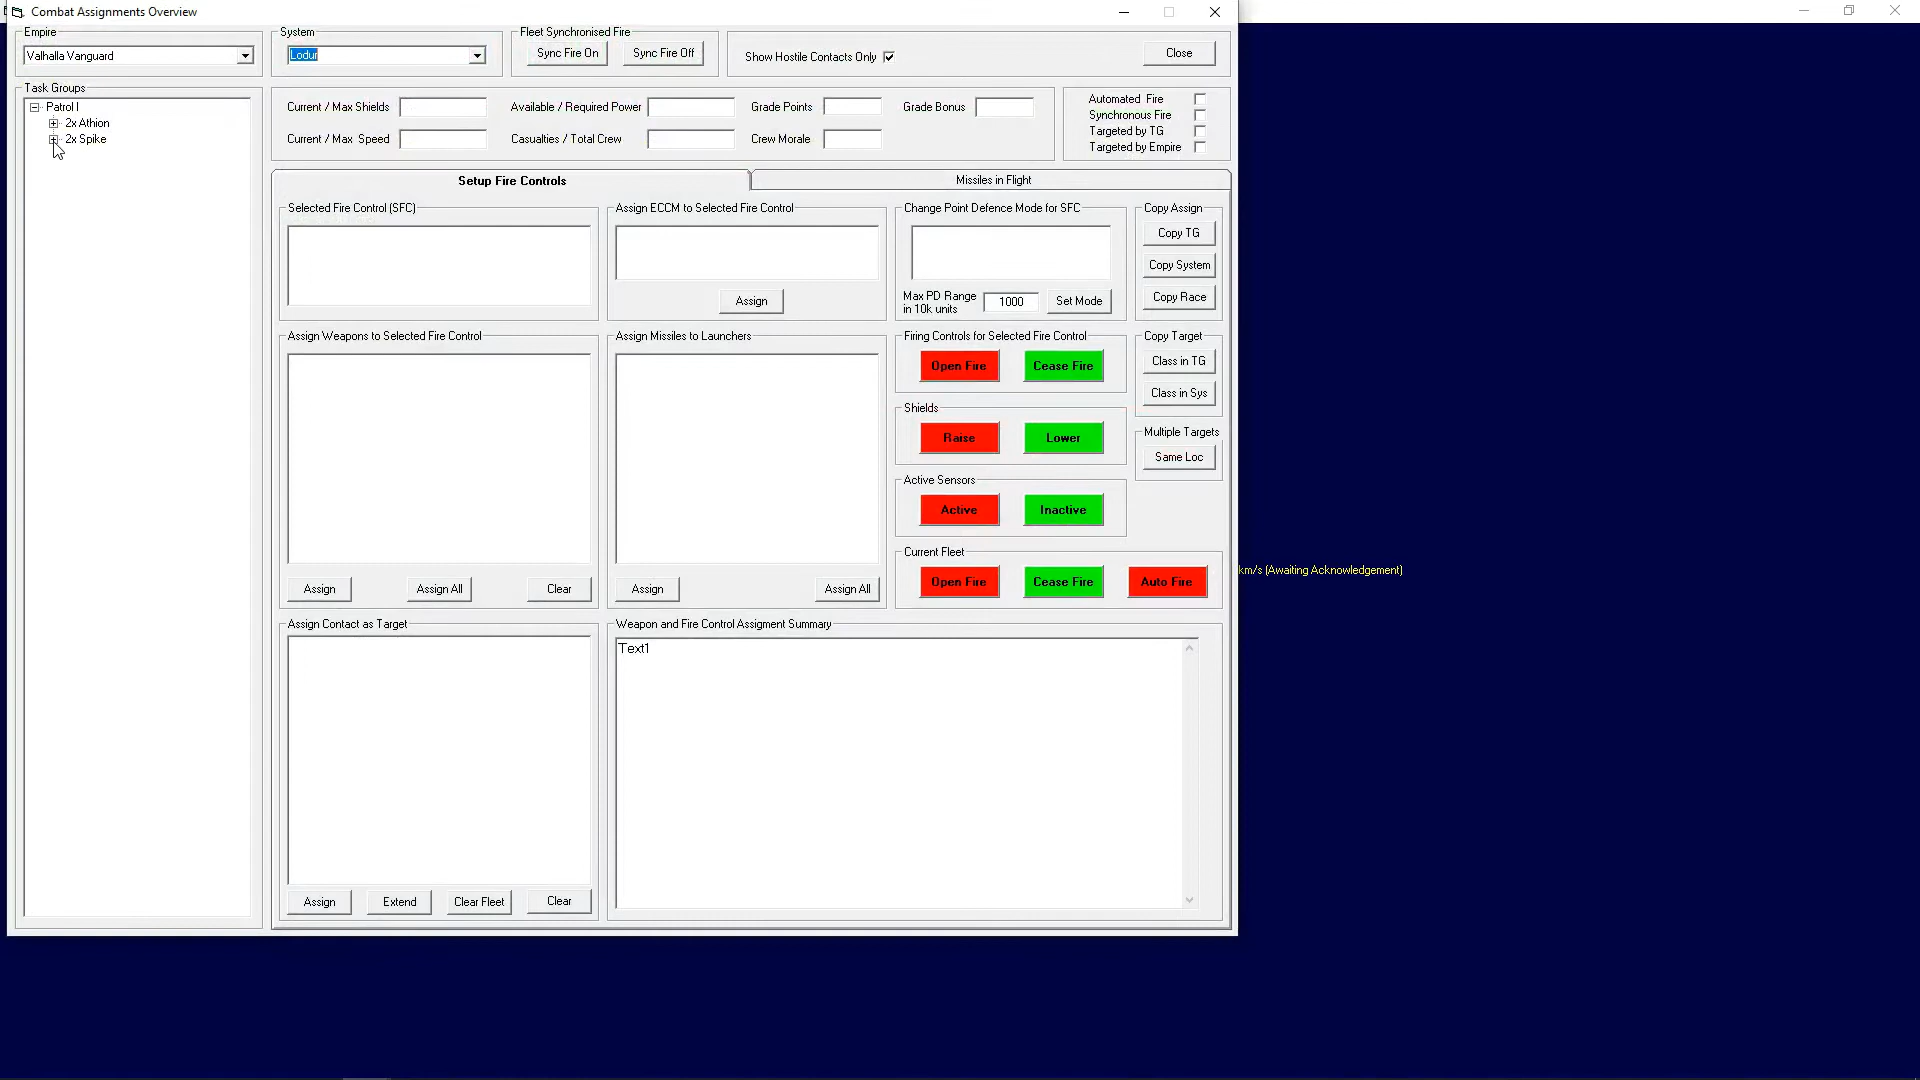 Combat Assignments Overview
Empire
Valhalla Vanguard
System
Lodur
Fleet Synchronised Fire
Sync Fire On
Sync Fire Off
Show Hostile Contacts Only
Close
Task Groups
Patrol I
2x Athion
2x Spike
Current / Max Shields
Available / Required Power
Grade Points
Grade Bonus
Current / Max Speed
Casualties / Total Crew
Crew Morale
Automated Fire
Synchronous Fire
Targeted by TG
Targeted by Empire
Setup Fire Controls
Missiles in Flight
Selected Fire Control (SFC)
Assign ECCM to Selected Fire Control
Assign
Change Point Defence Mode for SFC
Max PD Range
in 10k units
1000
Set Mode
Copy Assign
Copy TG
Copy System
Copy Race
Assign Weapons to Selected Fire Control
Assign
Assign All
Clear
Assign Missiles to Launchers
Assign
Assign All
Firing Controls for Selected Fire Control
Open Fire
Cease Fire
Copy Target
Class in TG
Class in Sys
Shields
Raise
Lower
Multiple Targets
Same Loc
Active Sensors
Active
Inactive
Current Fleet
Open Fire
Cease Fire
Auto Fire
km/s (Awaiting Acknowledgement)
Assign Contact as Target
Assign
Extend
Clear Fleet
Clear
Weapon and Fire Control Assigment Summary
Text1